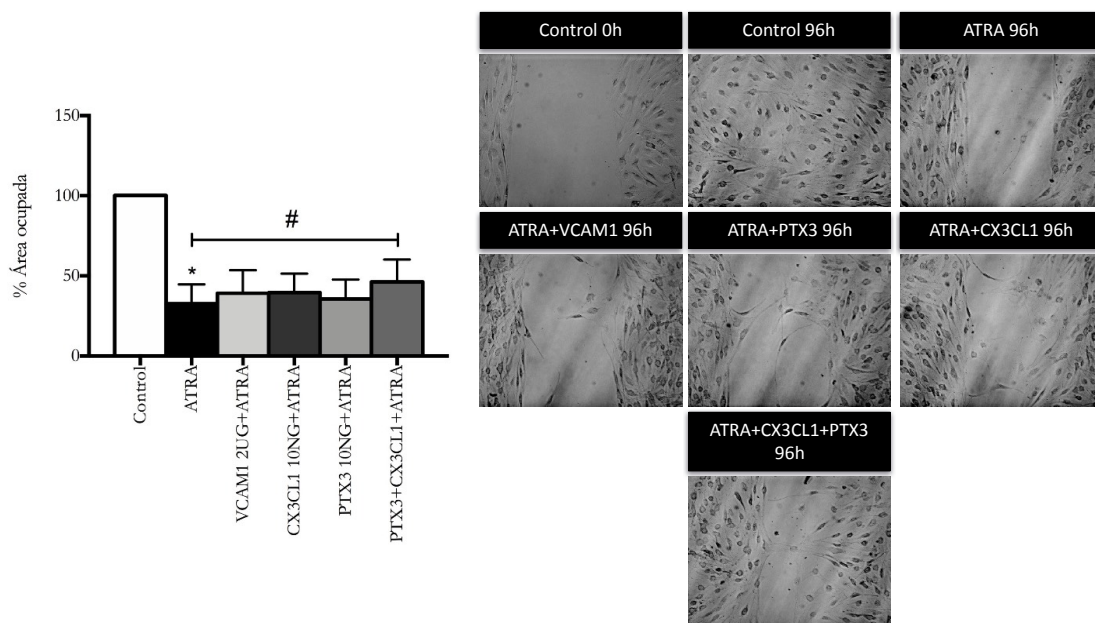 150
100
50
0
% Área ocupada
#
*
Control
ATRA
VCAM1 2UG+ATRA
CX3CL1 10NG+ATRA
PTX3 10NG+ATRA
PTX3+CX3CL1+ATRA
Control 0h
Control 96h
ATRA 96h
ATRA+VCAM1 96h
ATRA+PTX3 96h
ATRA+CX3CL1 96h
ATRA+CX3CL1+PTX3
96h